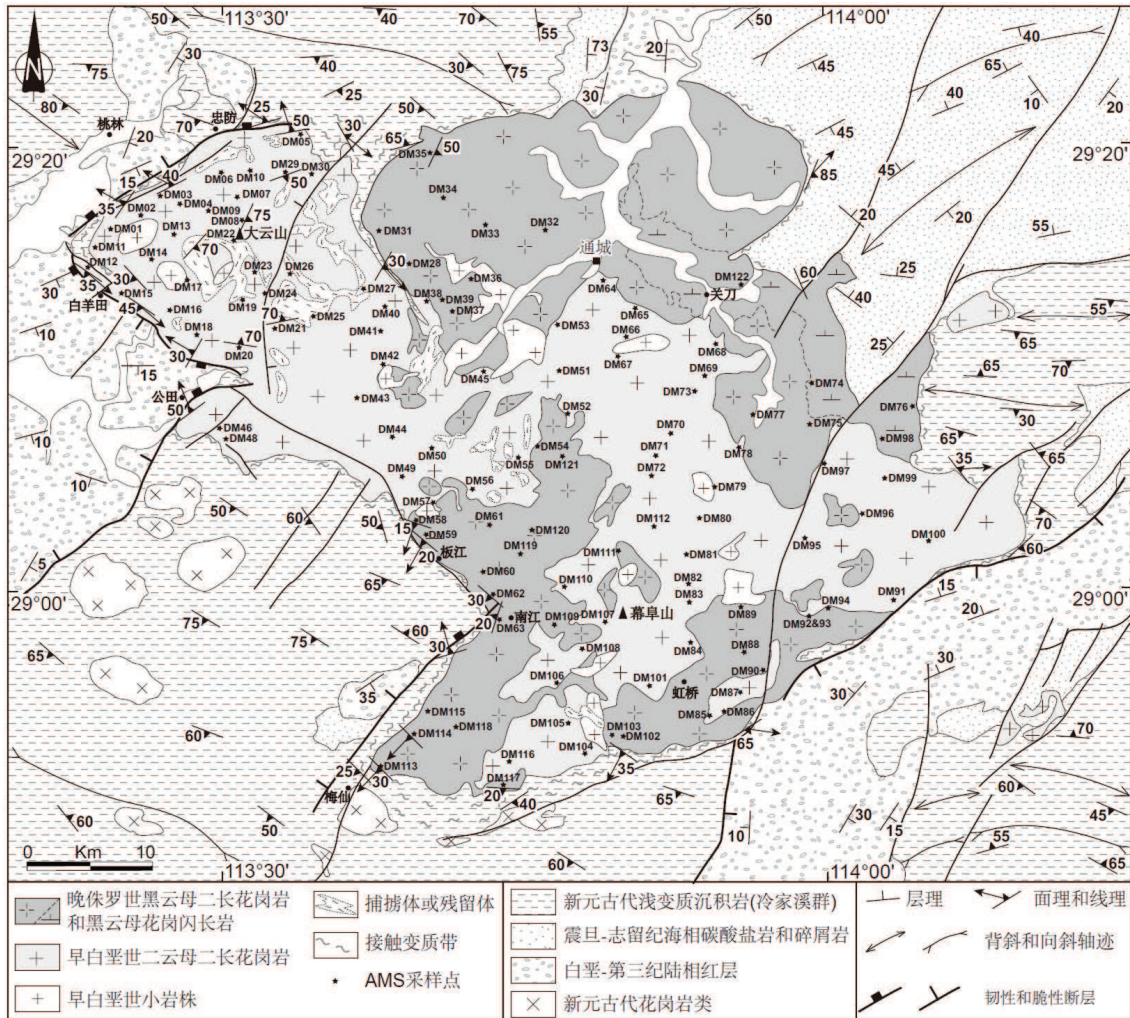 113°30'
114°00'
29°20'
29°20'
29°00'
29°00'
113°30'
114°00'
N
桃林
忠防
大云山
白羊田
公田
通城
关刀
板江
南江
幕阜山
虹桥
梅仙
DM05
DM35
DM06
DM10
DM29
DM30
DM03
DM04
DM07
DM34
DM02
DM09
DM08
DM01
DM13
DM22
DM31
DM33
DM32
DM11
DM14
DM12
DM23
DM26
DM28
DM36
DM122
DM15
DM17
DM24
DM27
DM64
DM16
DM19
DM25
DM38
DM39
DM37
DM40
DM65
DM18
DM21
DM41
DM53
DM66
DM20
DM42
DM67
DM68
DM45
DM51
DM69
DM74
DM43
DM73
DM76
DM52
DM77
DM75
DM46
DM48
DM44
DM70
DM98
DM50
DM54
DM71
DM78
DM55
DM121
DM97
DM49
DM72
DM99
DM56
DM79
DM57
DM96
DM58
DM61
DM80
DM59
DM120
DM112
DM95
DM100
DM119
DM111
DM81
DM60
DM110
DM82
DM62
DM83
DM91
DM63
DM109
DM107
DM89
DM94
DM92&93
DM108
DM84
DM88
DM90
DM106
DM101
DM87
DM115
DM85
DM86
DM118
DM105
DM103
DM114
DM102
DM104
DM113
DM116
DM117
0 Km 10
晚侏罗世黑云母二长花岗岩
和黑云母花岗闪长岩
早白垩世二云母二长花岗岩
早白垩世小岩株
捕掳体或残留体
接触变质带
AMS采样点
新元古代浅变质沉积岩(冷家溪群)
震旦-志留纪海相碳酸盐岩和碎屑岩
白垩-第三纪陆相红层
新元古代花岗岩类
层理
面理和线理
背斜和向斜轴迹
韧性和脆性断层